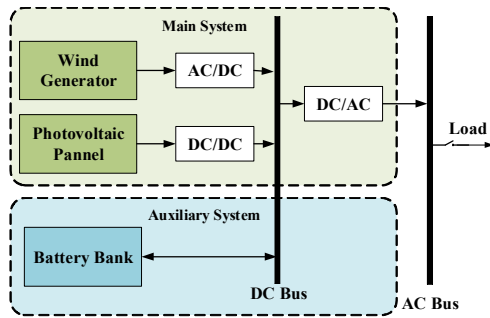 Main System
Wind
Generator
AC/DC
DC/AC
Photovoltaic
Pannel
DC/DC
Load
Auxiliary System
Battery Bank
DC Bus
AC Bus